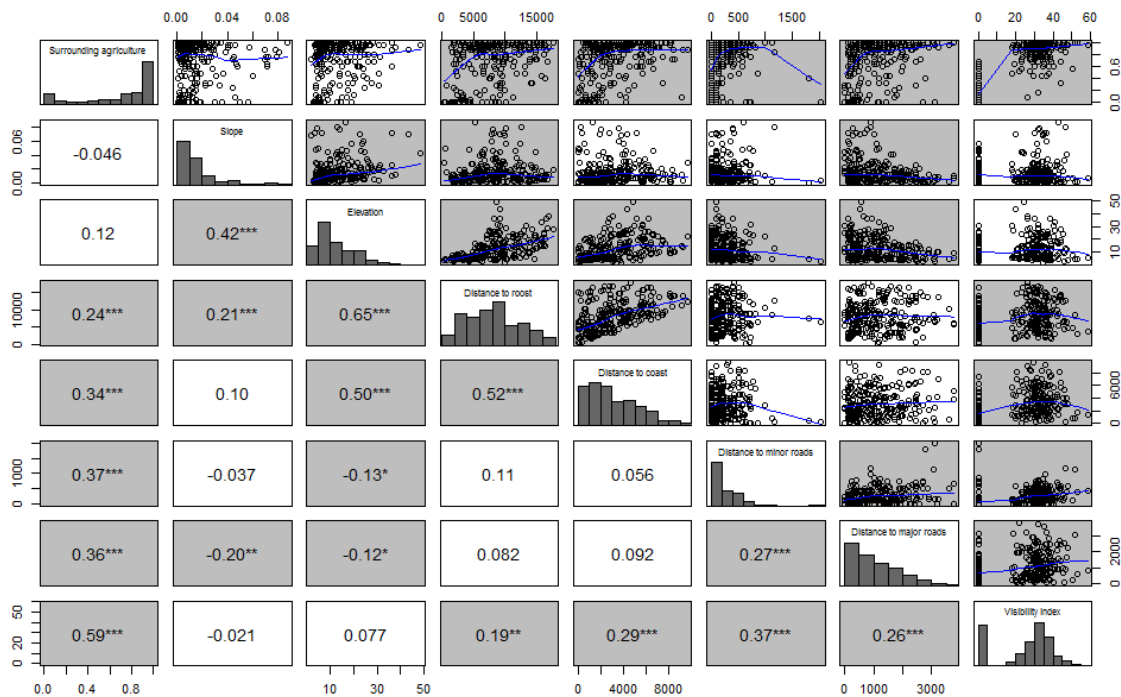 0.00 0.04 0.08 0 5000 15000 0 500 1500 0 20 40 60
Surrounding agriculture
0.0 0.6
0.00 0.06
-0.046
Slope
0.12
0.42***
Elevation
10 30 50
0 10000
0.24***
0.21***
0.65***
Distance to roost
0.34***
0.10
0.50***
0.52***
Distance to coast
0 6000
0 1000
0.37***
-0.037
-0.13*
0.11
0.056
Distance to minor roads
0.36***
-0.20**
-0.12*
0.082
0.092
0.27***
Distance to major roads
0 2000
0 20 40 60
0.59***
-0.021
0.077
0.19**
0.29***
0.37***
0.26***
Visibility index
0.0 0.4 0.8 10 30 50 0 4000 8000 0 1000 3000